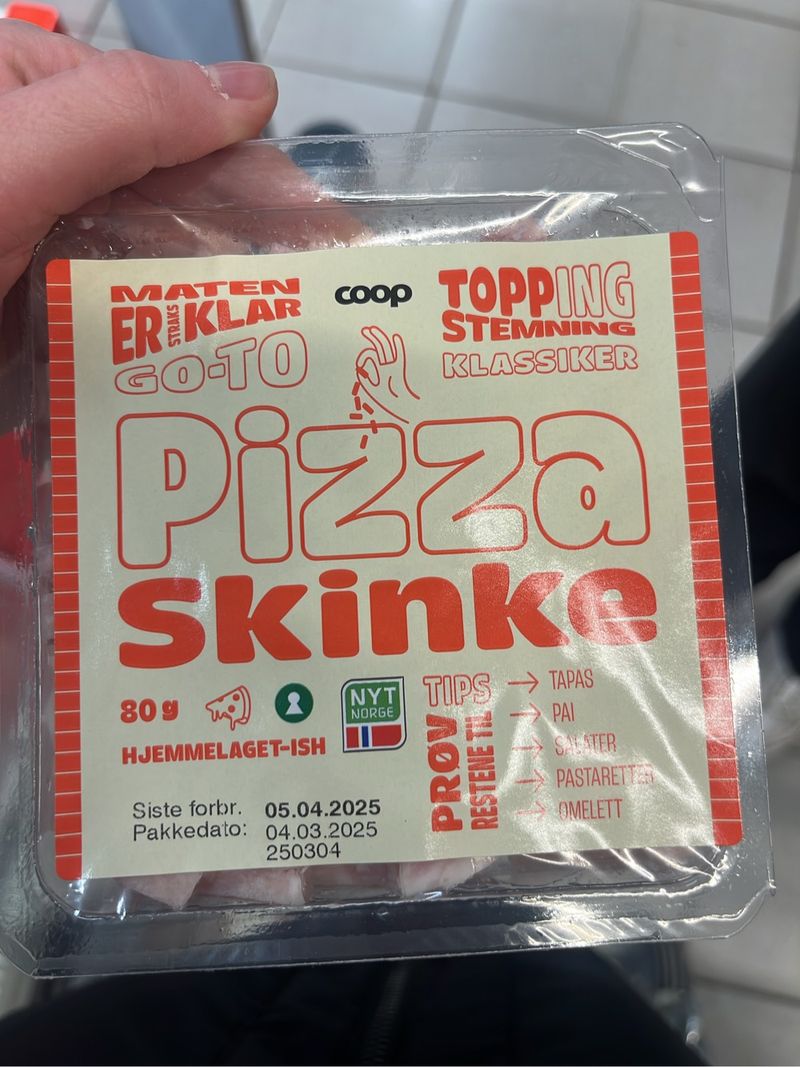 MATEN
ER STRAKS KLAR
GO-TO
coop
TOPPING
STEMNING
KLASSIKER
Pizza
skinke
80 g
HJEMMELAGET-ISH
NYT
NORGE
TIPS
PRØV
RESTENE TIL
→ TAPAS
→ PAI
→ SALATER
→ PASTARETTER
→ OMELETT
Siste forbr. 05.04.2025
Pakkedato: 04.03.2025
250304